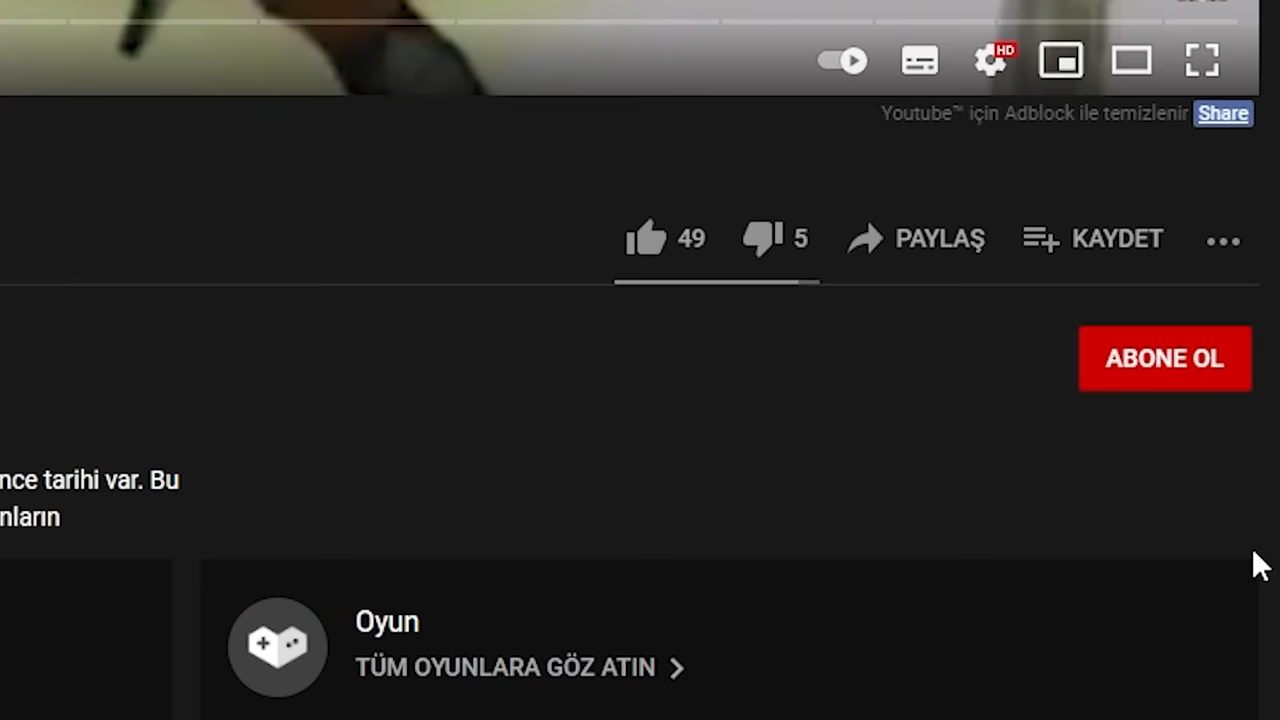 HD
Youtube™ için Adblock ile temizlenir Share
49 5 PAYLAŞ KAYDET
ABONE OL
nce tarihi var. Bu
nların
Oyun
TÜM OYUNLARA GÖZ ATIN